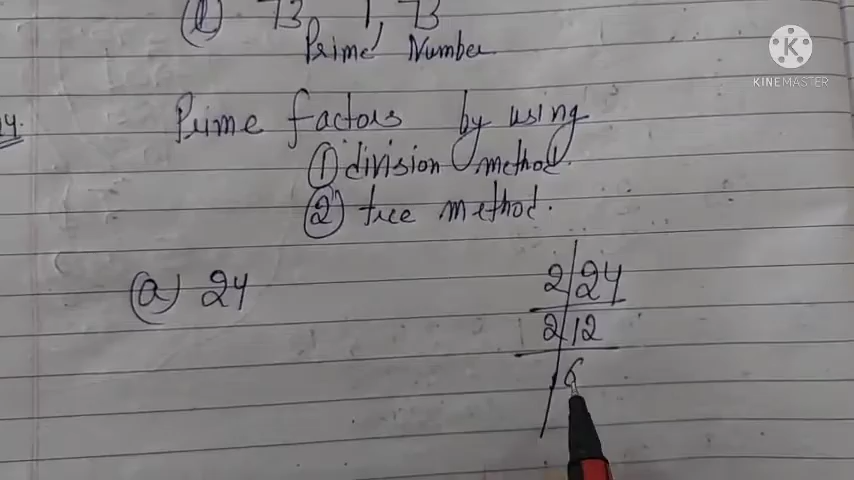 (l) 73 1, 73
Prime Number
Prime factors by using
① division method.
② tree method.
(a) 24
2 24
2 12
6
K
KINEMASTER